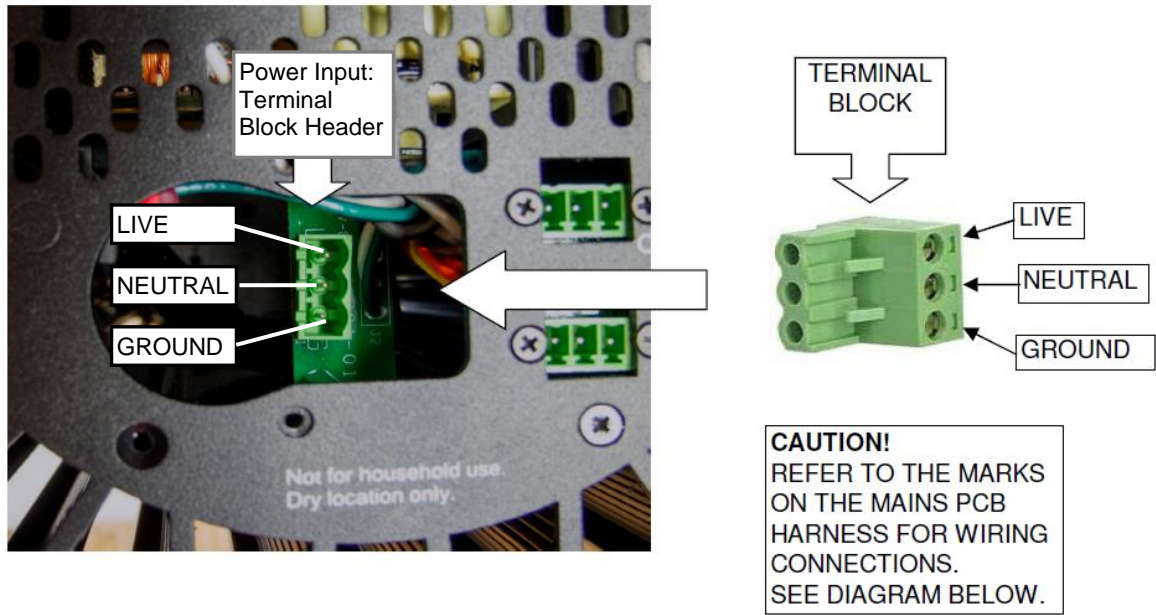 Power Input:
Terminal
Block Header
LIVE
NEUTRAL
GROUND
Not for household use.
Dry location only.
TERMINAL
BLOCK
LIVE
NEUTRAL
GROUND
CAUTION!
REFER TO THE MARKS
ON THE MAINS PCB
HARNESS FOR WIRING
CONNECTIONS.
SEE DIAGRAM BELOW.